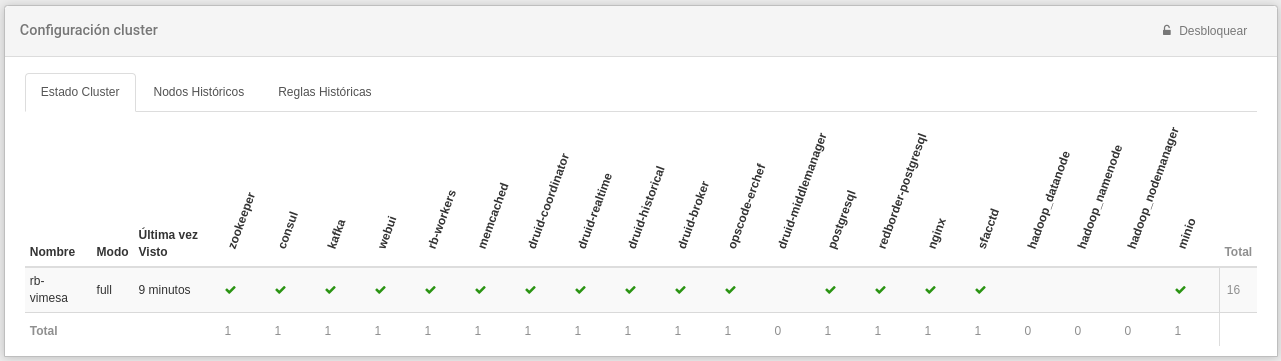 Configuración cluster
Desbloquear
Estado Cluster
Nodos Históricos
Reglas Históricas
Nombre
Modo
Última vez
Visto
zookeeper
consul
kafka
webui
rb-workers
memcached
druid-coordinator
druid-realtime
druid-historical
druid-broker
opscode-erchef
druid-middlemanager
postgresql
redborder-postgresql
nginx
sfacctd
hadoop_datanode
hadoop_namenode
hadoop_nodemanager
minio
Total
rb-
vimesa
full
9 minutos
16
Total 1 1 1 1 1 1 1 1 1 1 1 0 1 1 1 1 0 0 0 1